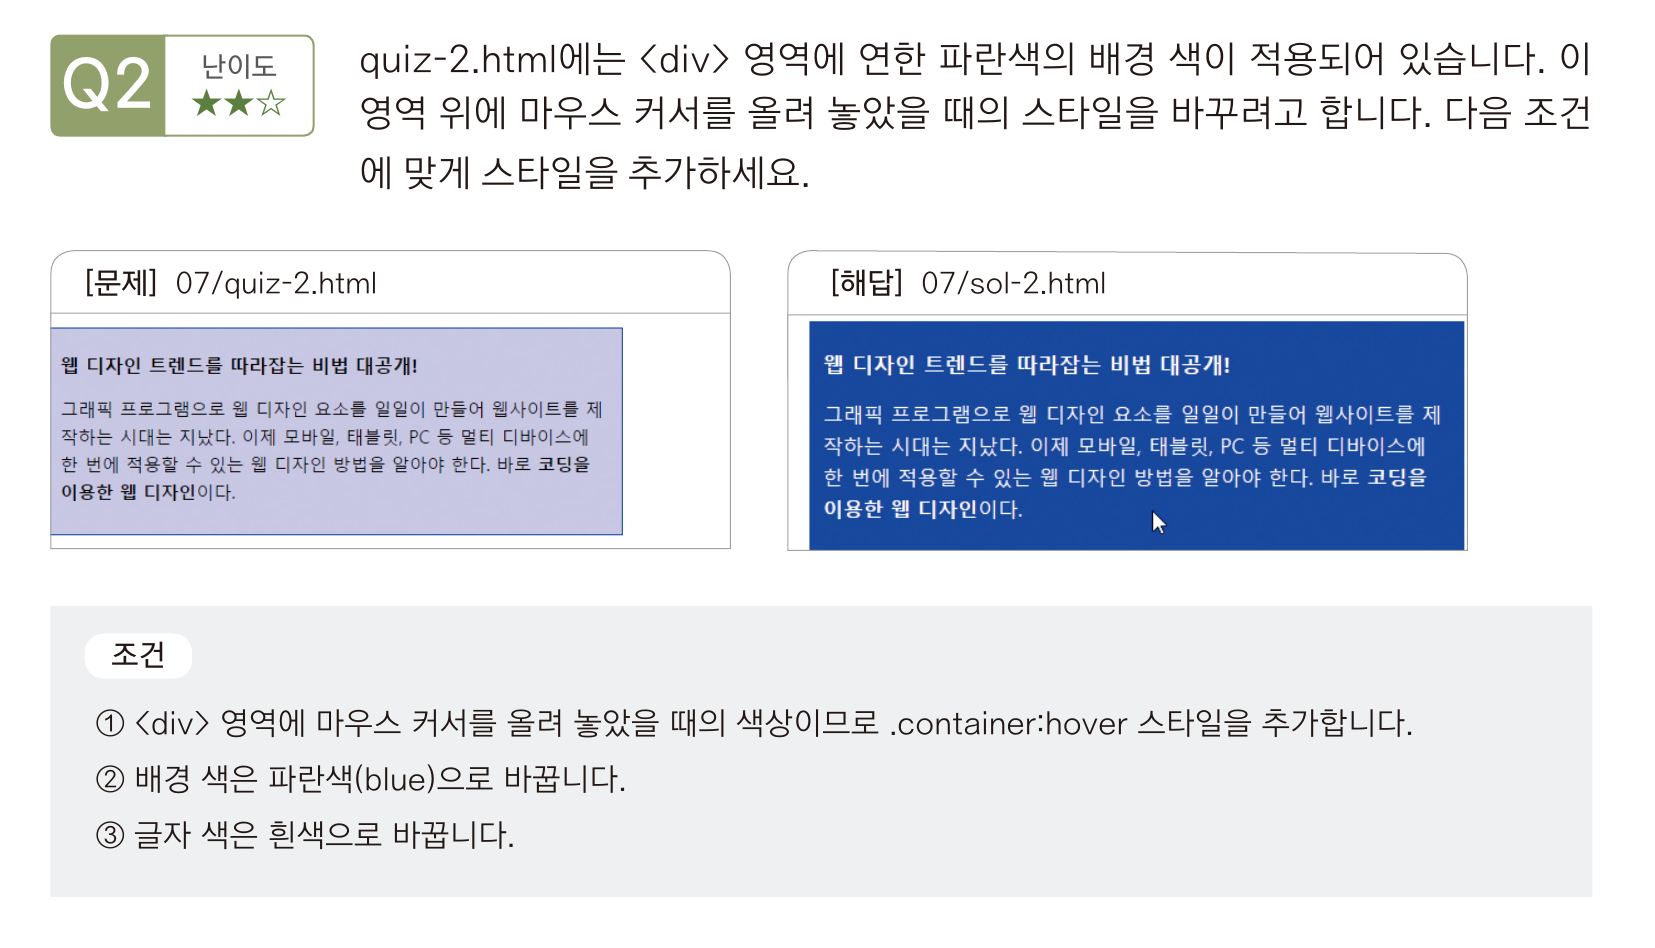 Q2
난이도
★★☆
quiz-2.html에는 <div> 영역에 연한 파란색의 배경 색이 적용되어 있습니다. 이
영역 위에 마우스 커서를 올려 놓았을 때의 스타일을 바꾸려고 합니다. 다음 조건
에 맞게 스타일을 추가하세요.
[문제] 07/quiz-2.html
웹 디자인 트렌드를 따라잡는 비법 대공개!
그래픽 프로그램으로 웹 디자인 요소를 일일이 만들어 웹사이트를 제
작하는 시대는 지났다. 이제 모바일, 태블릿, PC 등 멀티 디바이스에
한 번에 적용할 수 있는 웹 디자인 방법을 알아야 한다. 바로 코딩을
이용한 웹 디자인이다.
[해답] 07/sol-2.html
웹 디자인 트렌드를 따라잡는 비법 대공개!
그래픽 프로그램으로 웹 디자인 요소를 일일이 만들어 웹사이트를 제
작하는 시대는 지났다. 이제 모바일, 태블릿, PC 등 멀티 디바이스에
한 번에 적용할 수 있는 웹 디자인 방법을 알아야 한다. 바로 코딩을
이용한 웹 디자인이다.
조건
① <div> 영역에 마우스 커서를 올려 놓았을 때의 색상이므로 .container:hover 스타일을 추가합니다.
② 배경 색은 파란색(blue)으로 바꿉니다.
③ 글자 색은 흰색으로 바꿉니다.